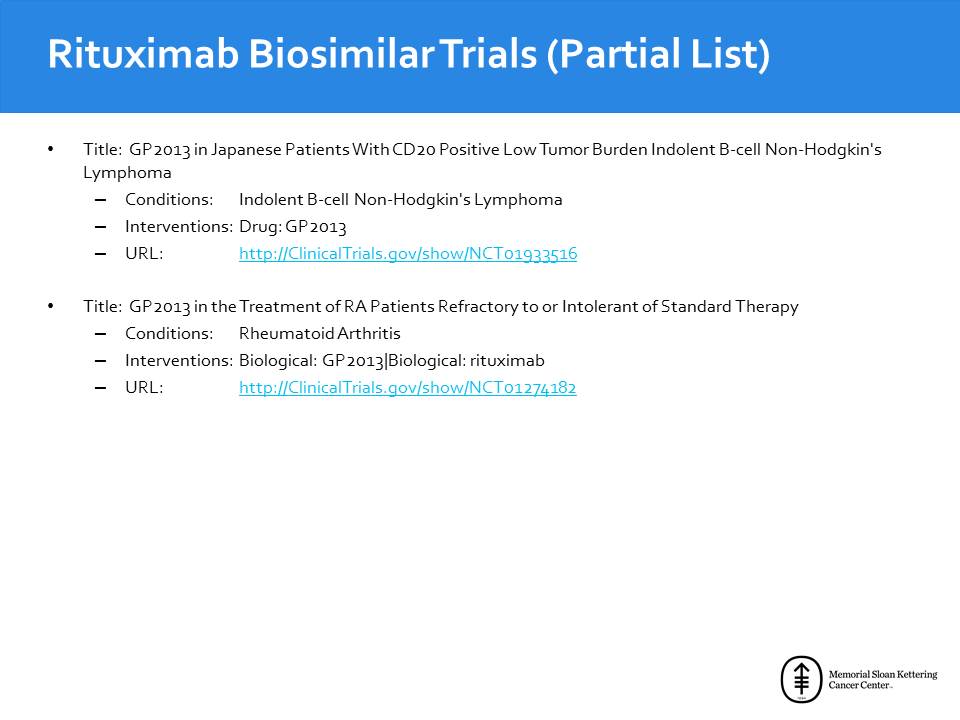 Rituximab Biosimilar Trials (Partial List)
• Title: GP2013 in Japanese Patients With CD20 Positive Low Tumor Burden Indolent B-cell Non-Hodgkin's
Lymphoma
– Conditions: Indolent B-cell Non-Hodgkin's Lymphoma
– Interventions: Drug: GP2013
– URL: http://ClinicalTrials.gov/show/NCT01933516
• Title: GP2013 in the Treatment of RA Patients Refractory to or Intolerant of Standard Therapy
– Conditions: Rheumatoid Arthritis
– Interventions: Biological: GP2013|Biological: rituximab
– URL: http://ClinicalTrials.gov/show/NCT01274182
Memorial Sloan Kettering
Cancer Center